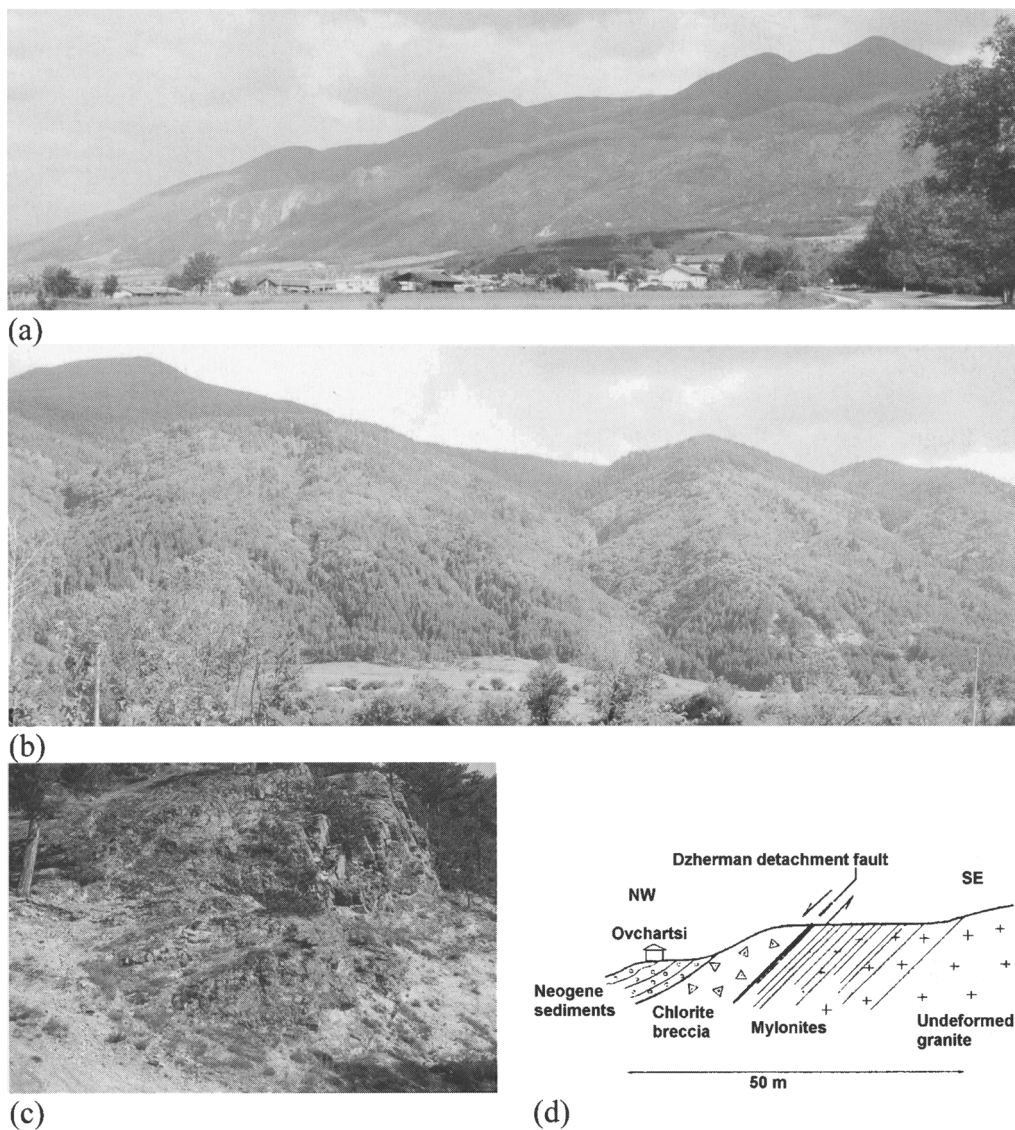 (a)
(b)
(c)
Dzherman detachment fault
NW
SE
Ovchartsi
Neogene
sediments
Chlorite
breccia
Mylonites
Undeformed
granite
50 m
(d)